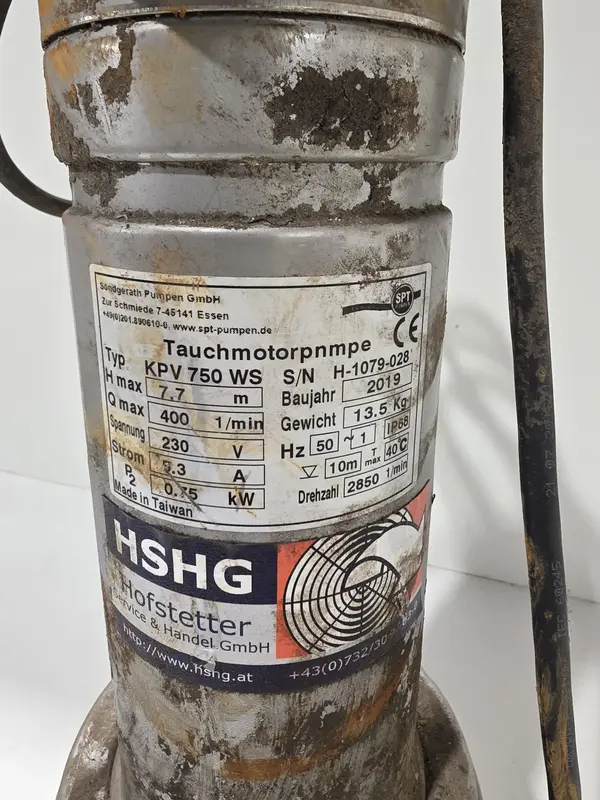 Söndgerath Pumpen GmbH
Zur Schmiede 7-45141 Essen
+49(0)201.890610-0. www.spt-pumpen.de
SPT
CE
Tauchmotorpnmpe
Typ KPV 750 WS S/N H-1079-028
H max 7.7 m Baujahr 2019
Q max 400 1/min Gewicht 13.5 Kg
Spannung 230 V Hz 50 ~ 1 IP68
Strom 3 A 10m T max 40°C
P2 0.75 kW Drehzahl 2850 1/min
Made in Taiwan
HSHG
Hofstetter
Service & Handel GmbH
http://www.hshg.at
+43(0)732/30